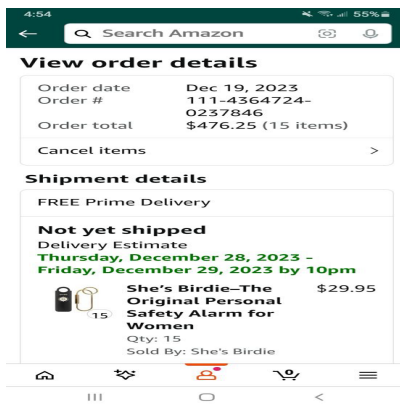 4:54 55%
Search Amazon
View order details
Order date Dec 19, 2023
Order # 111-4364724-
0237846
Order total $476.25 (15 items)
Cancel items >
Shipment details
FREE Prime Delivery
Not yet shipped
Delivery Estimate
Thursday, December 28, 2023 -
Friday, December 29, 2023 by 10pm
She's Birdie–The $29.95
Original Personal
Safety Alarm for
Women
15
Qty: 15
Sold By: She's Birdie